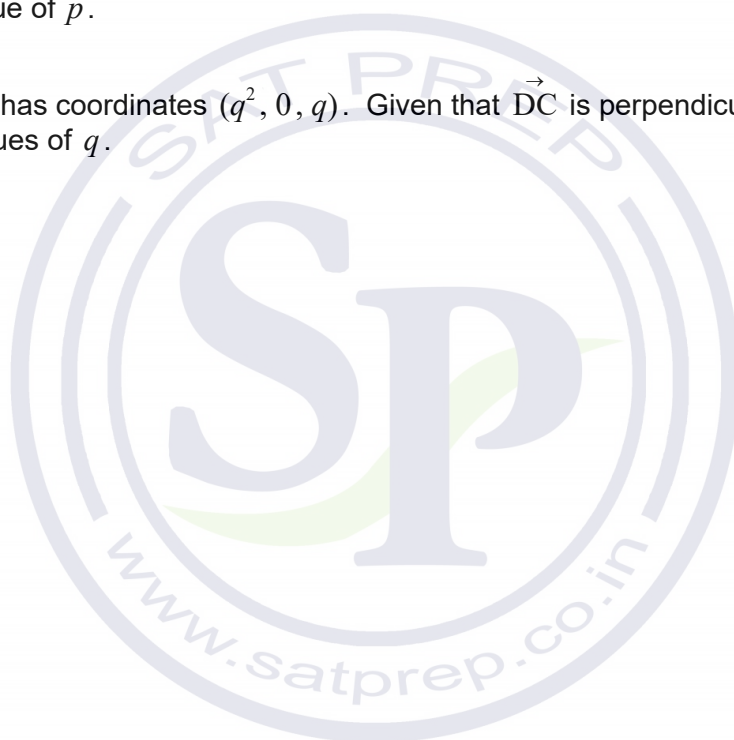 ue of p.
has coordinates (q², 0, q). Given that D⃗C⃗ is perpendicu
ues of q.
SAT PREP
SP
www.satprep.co.in